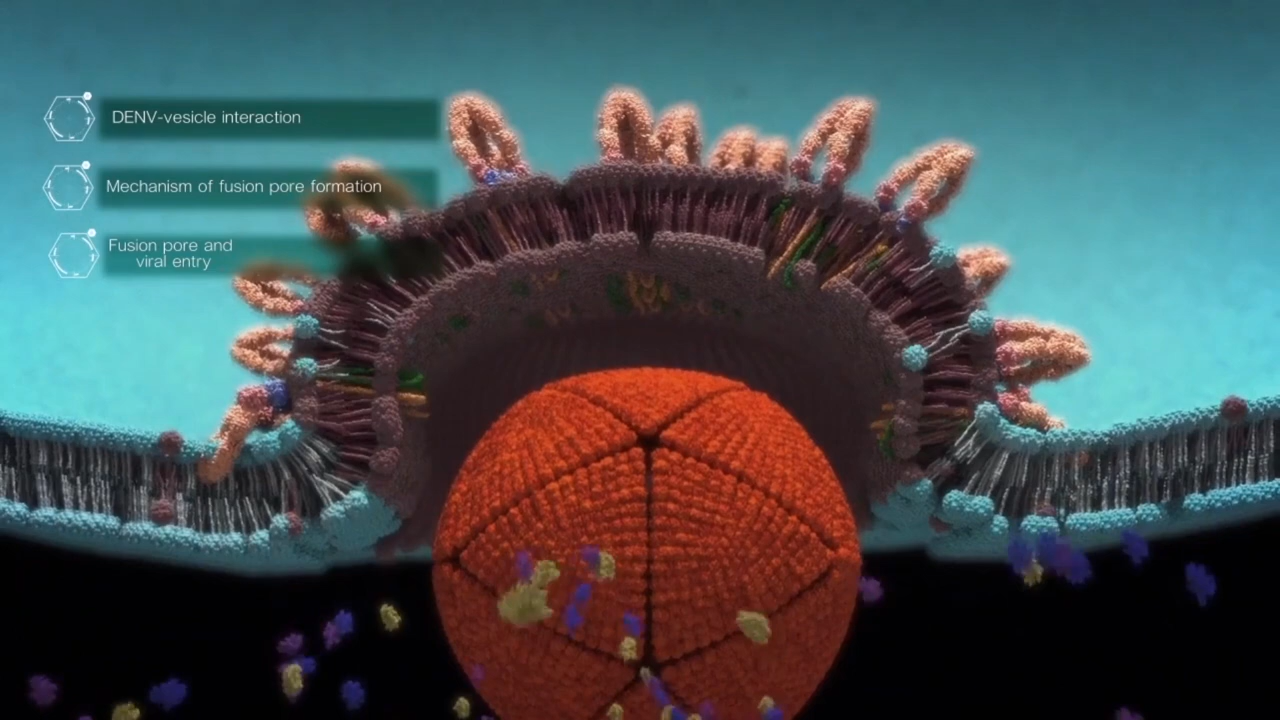 DENV-vesicle interaction
Mechanism of fusion pore formation
Fusion pore and
viral entry